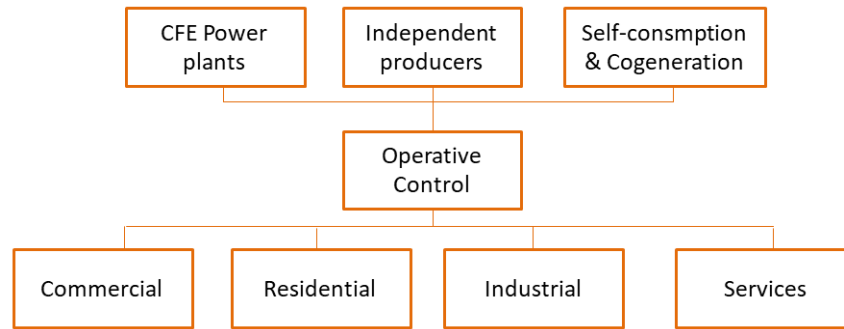 CFE Power
plants
Independent
producers
Self-consmption
& Cogeneration
Operative
Control
Commercial
Residential
Industrial
Services